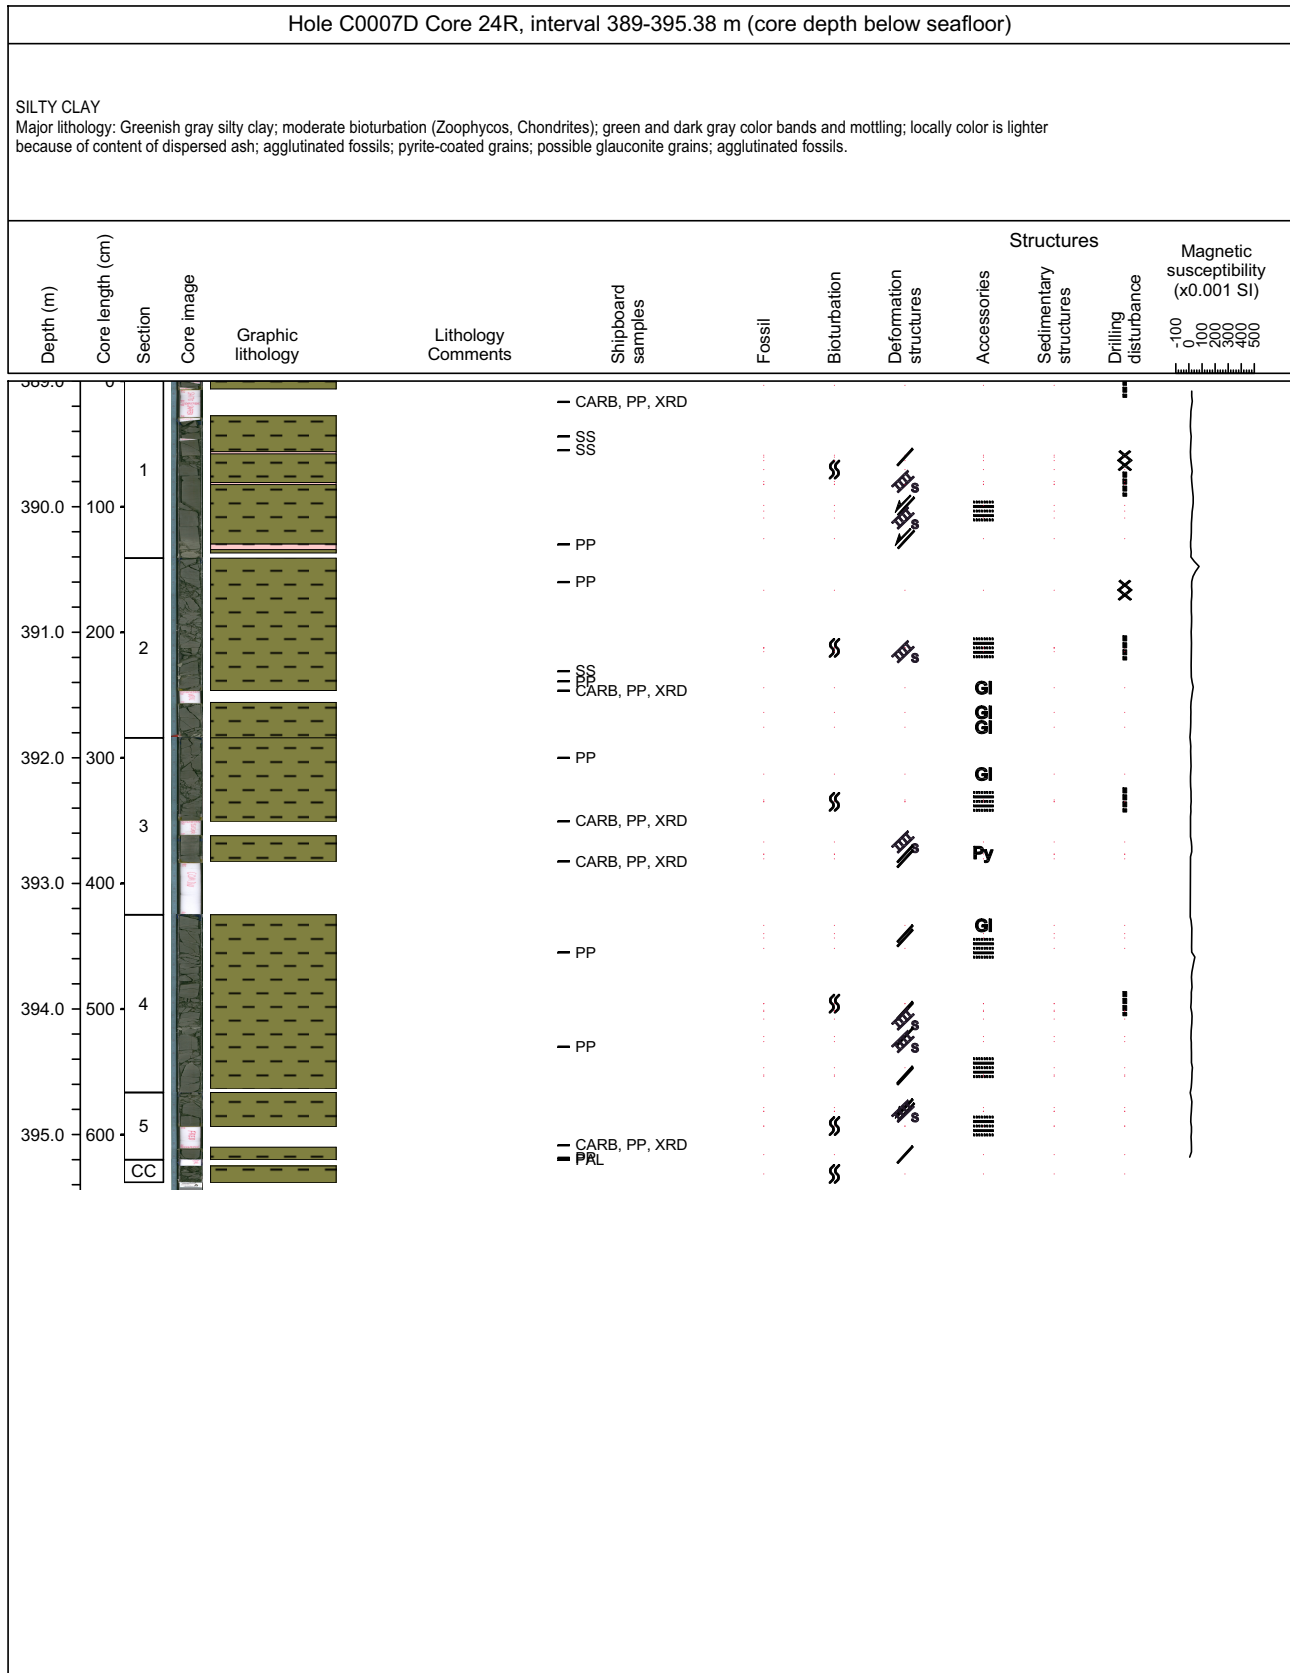 Hole C0007D Core 24R, interval 389-395.38 m (core depth below seafloor)
SILTY CLAY
Major lithology: Greenish gray silty clay; moderate bioturbation (Zoophycos, Chondrites); green and dark gray color bands and mottling; locally color is lighter
because of content of dispersed ash; agglutinated fossils; pyrite-coated grains; possible glauconite grains; agglutinated fossils.
Depth (m)
Core length (cm)
Section
Core image
Graphic
lithology
Lithology
Comments
Shipboard
samples
Fossil
Bioturbation
Structures
Deformation
structures
Accessories
Sedimentary
structures
Drilling
disturbance
Magnetic
susceptibility
(x0.001 SI)
-100
0
100
200
300
400
500
389.0 0
CARB, PP, XRD
SS
SS
1
S
390.0 100
S
PP
PP
391.0 200
2
S
SS
PP
CARB, PP, XRD
Gl
Gl
Gl
392.0 300
PP
Gl
3
CARB, PP, XRD
S
CARB, PP, XRD
Py
393.0 400
Gl
PP
394.0 500
4
S
PP
S
S
5
395.0 600
CARB, PP, XRD
PP
PAL
CC